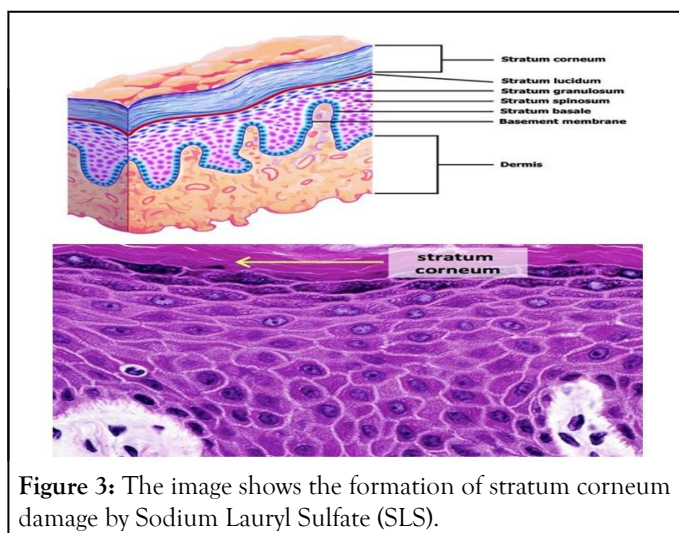 Stratum corneum
Stratum lucidum
Stratum granulosum
Stratum spinosum
Stratum basale
Basement membrane
Dermis
stratum
corneum
Figure 3: The image shows the formation of stratum corneum
damage by Sodium Lauryl Sulfate (SLS).